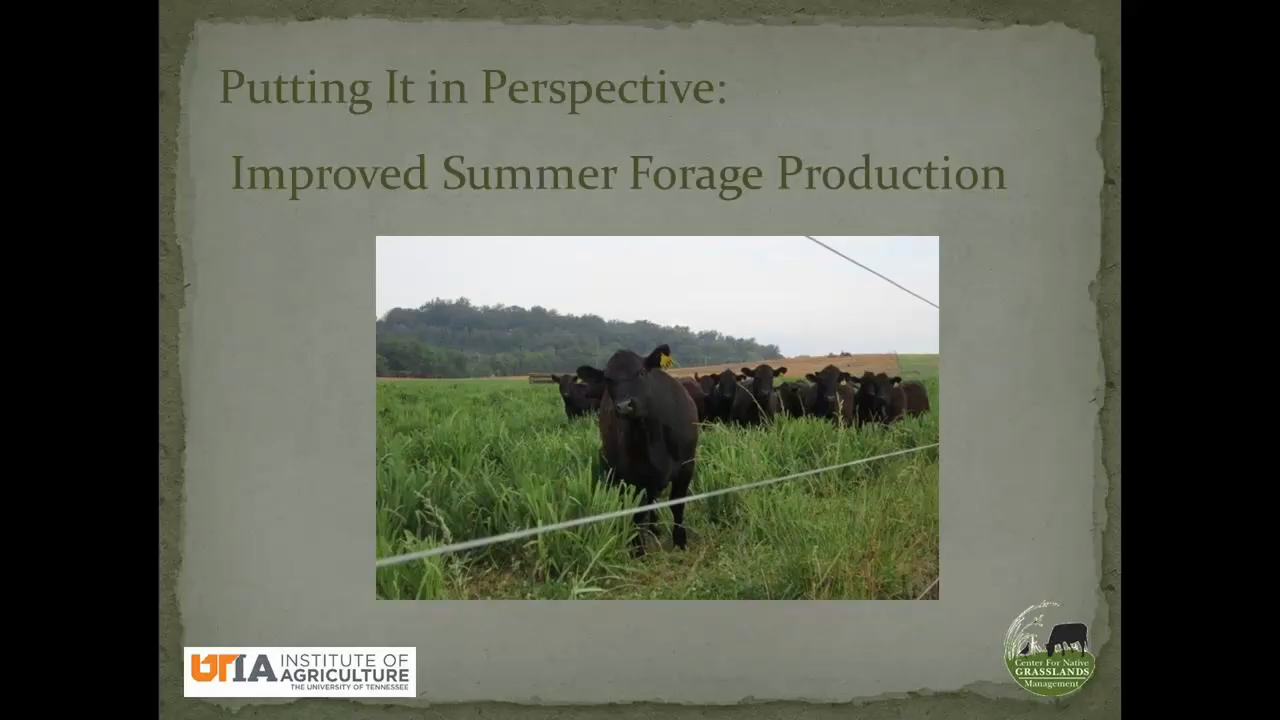 Putting It in Perspective:
Improved Summer Forage Production
UTIA INSTITUTE OF
AGRICULTURE
THE UNIVERSITY OF TENNESSEE
Center For Native
GRASSLANDS
Management